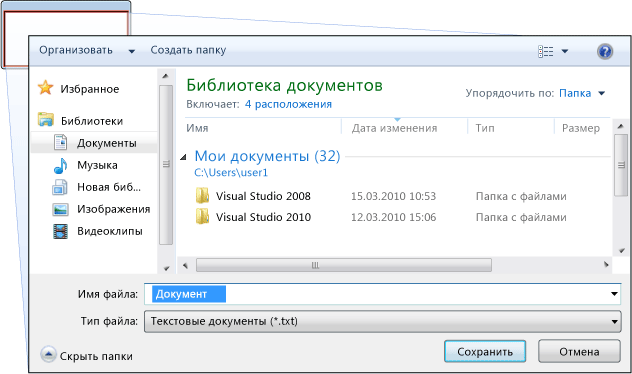 Организовать Создать папку
Избранное
Библиотеки
Документы
Музыка
Новая биб...
Изображения
Видеоклипы
Библиотека документов
Включает: 4 расположения
Упорядочить по: Папка
Имя Дата изменения Тип Размер
Мои документы (32)
C:\Users\user1
Visual Studio 2008 15.03.2010 10:53 Папка с файлами
Visual Studio 2010 12.03.2010 15:06 Папка с файлами
Имя файла: Документ
Тип файла: Текстовые документы (*.txt)
Скрыть папки Сохранить Отмена